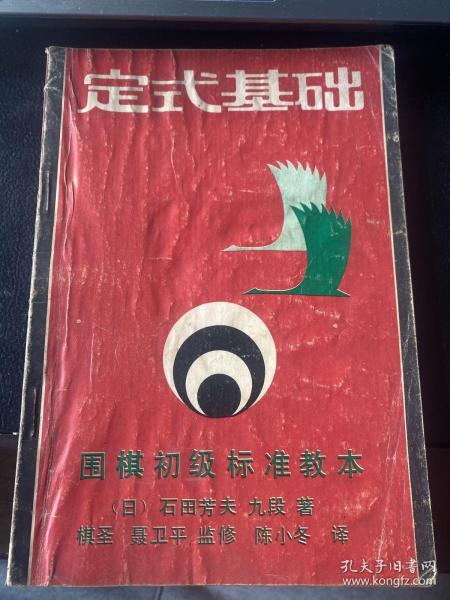 定式基础
围棋初级标准教本
（日）石田芳夫 九段 著
棋圣 聂卫平 监修 陈小冬 译
孔夫子旧书网
www.kongfz.com